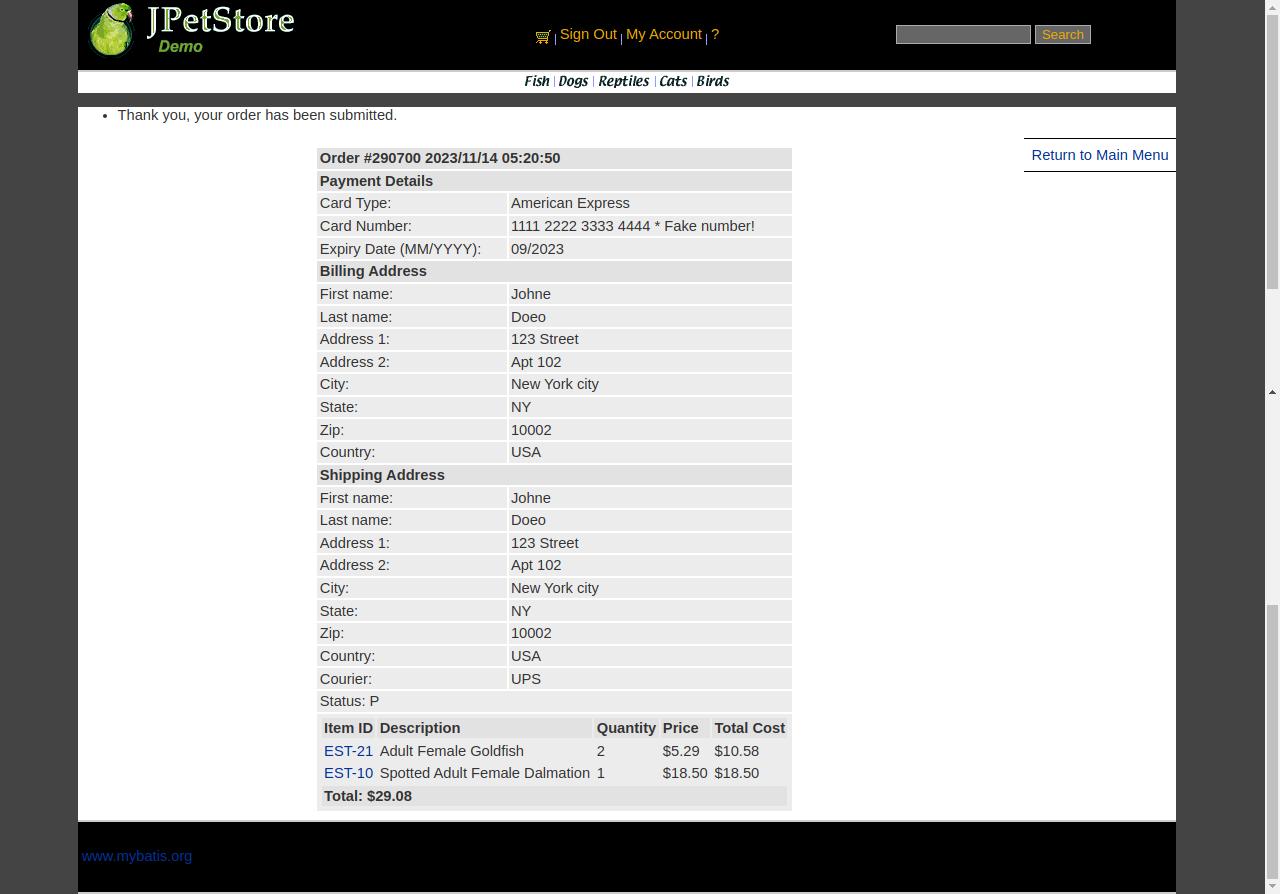 JPetStore
Demo
Sign Out | My Account | ?
Search
Fish | Dogs | Reptiles | Cats | Birds
• Thank you, your order has been submitted.
Return to Main Menu
Order #290700 2023/11/14 05:20:50
Payment Details
Card Type: American Express
Card Number: 1111 2222 3333 4444 * Fake number!
Expiry Date (MM/YYYY): 09/2023
Billing Address
First name: Johne
Last name: Doeo
Address 1: 123 Street
Address 2: Apt 102
City: New York city
State: NY
Zip: 10002
Country: USA
Shipping Address
First name: Johne
Last name: Doeo
Address 1: 123 Street
Address 2: Apt 102
City: New York city
State: NY
Zip: 10002
Country: USA
Courier: UPS
Status: P
Item ID Description Quantity Price Total Cost
EST-21 Adult Female Goldfish 2 $5.29 $10.58
EST-10 Spotted Adult Female Dalmation 1 $18.50 $18.50
Total: $29.08
www.mybatis.org